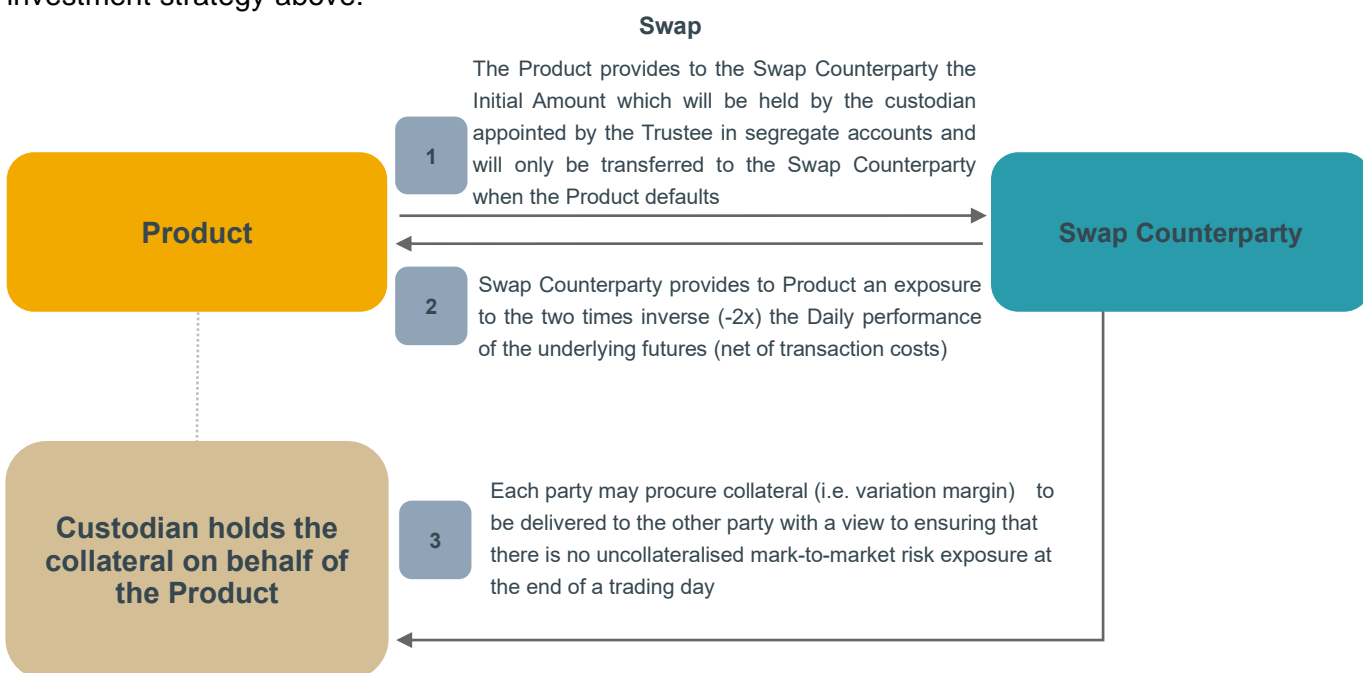 investment strategy above.
Swap
The Product provides to the Swap Counterparty the
Initial Amount which will be held by the custodian
appointed by the Trustee in segregate accounts and
will only be transferred to the Swap Counterparty
when the Product defaults
1
Product
Swap Counterparty
2
Swap Counterparty provides to Product an exposure
to the two times inverse (-2x) the Daily performance
of the underlying futures (net of transaction costs)
Custodian holds the
collateral on behalf of
the Product
3
Each party may procure collateral (i.e. variation margin) to
be delivered to the other party with a view to ensuring that
there is no uncollateralised mark-to-market risk exposure at
the end of a trading day